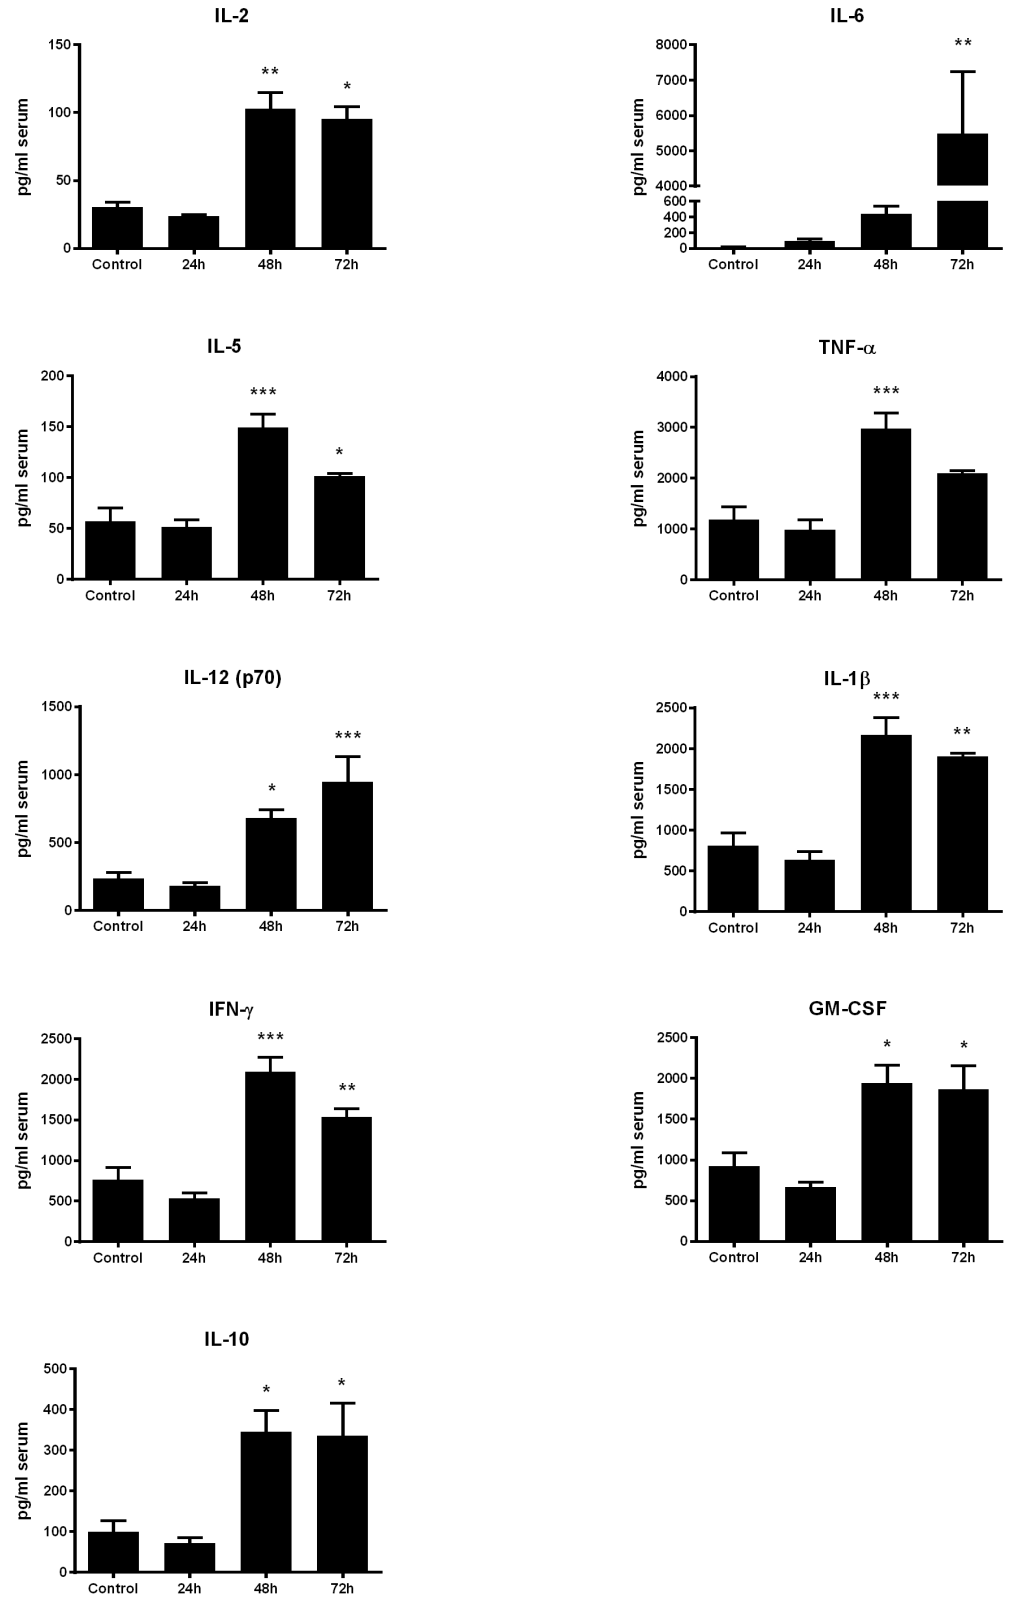 IL-2
pg/ml serum
150
100
50
0
**
*
Control 24h 48h 72h
IL-6
pg/ml serum
8000
7000
6000
5000
4000
600
400
200
0
**
Control 24h 48h 72h
IL-5
pg/ml serum
200
150
100
50
0
***
*
Control 24h 48h 72h
TNF-α
pg/ml serum
4000
3000
2000
1000
0
***
Control 24h 48h 72h
IL-12 (p70)
pg/ml serum
1500
1000
500
0
*
***
Control 24h 48h 72h
IL-1β
pg/ml serum
2500
2000
1500
1000
500
0
***
**
Control 24h 48h 72h
IFN-γ
pg/ml serum
2500
2000
1500
1000
500
0
***
**
Control 24h 48h 72h
GM-CSF
pg/ml serum
2500
2000
1500
1000
500
0
*
*
Control 24h 48h 72h
IL-10
pg/ml serum
500
400
300
200
100
0
*
*
Control 24h 48h 72h